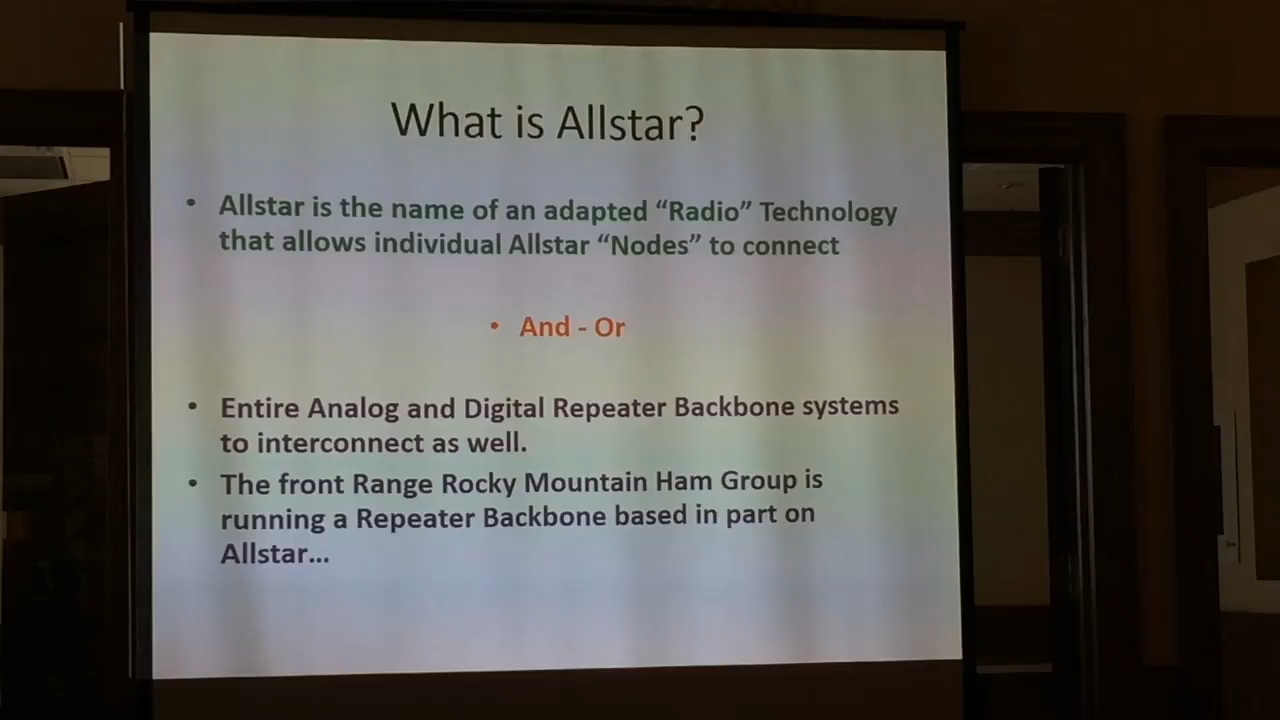 What is Allstar?
• Allstar is the name of an adapted “Radio” Technology
that allows individual Allstar “Nodes” to connect
• And - Or
• Entire Analog and Digital Repeater Backbone systems
to interconnect as well.
• The front Range Rocky Mountain Ham Group is
running a Repeater Backbone based in part on
Allstar...